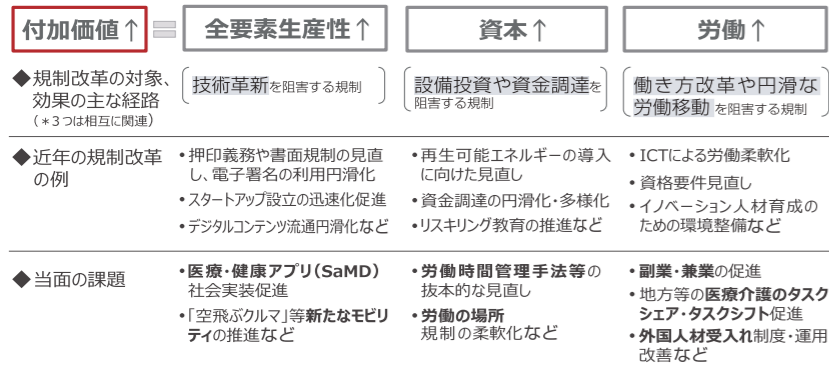 付加価値↑ = 全要素生産性↑ 資本↑ 労働↑
◆規制改革の対象、
効果の主な経路
（＊3つは相互に関連）
技術革新を阻害する規制
設備投資や資金調達を
阻害する規制
働き方改革や円滑な
労働移動を阻害する規制
◆近年の規制改革
の例
•押印義務や書面規制の見直
し、電子署名の利用円滑化
•スタートアップ設立の迅速化促進
•デジタルコンテンツ流通円滑化など
•再生可能エネルギーの導入
に向けた見直し
•資金調達の円滑化・多様化
•リスキリング教育の推進など
•ICTによる労働柔軟化
•資格要件見直し
•イノベーション人材育成の
ための環境整備など
◆当面の課題
•医療・健康アプリ（SaMD）
社会実装促進
•「空飛ぶクルマ」等新たなモビリ
ティの推進など
•労働時間管理手法等の
抜本的な見直し
•労働の場所
規制の柔軟化など
•副業・兼業の促進
•地方等の医療介護のタスク
シェア・タスクシフト促進
•外国人材受入れ制度・運用
改善など